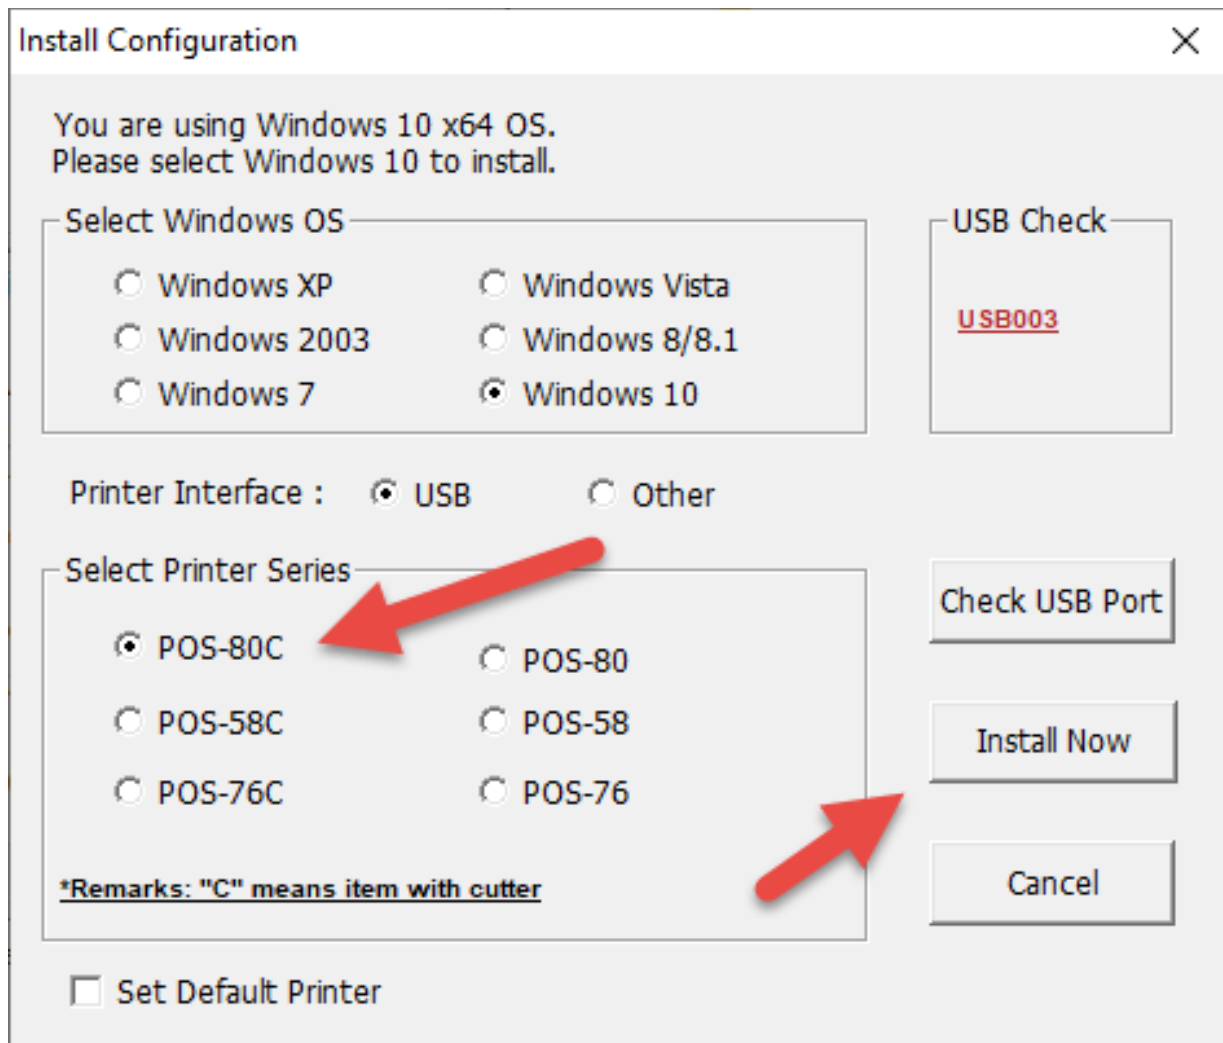 Install Configuration
You are using Windows 10 x64 OS.
Please select Windows 10 to install.
Select Windows OS
Windows XP
Windows Vista
Windows 2003
Windows 8/8.1
Windows 7
Windows 10
USB Check
USB003
Printer Interface :
USB
Other
Select Printer Series
POS-80C
POS-80
POS-58C
POS-58
POS-76C
POS-76
*Remarks: "C" means item with cutter
Check USB Port
Install Now
Cancel
Set Default Printer